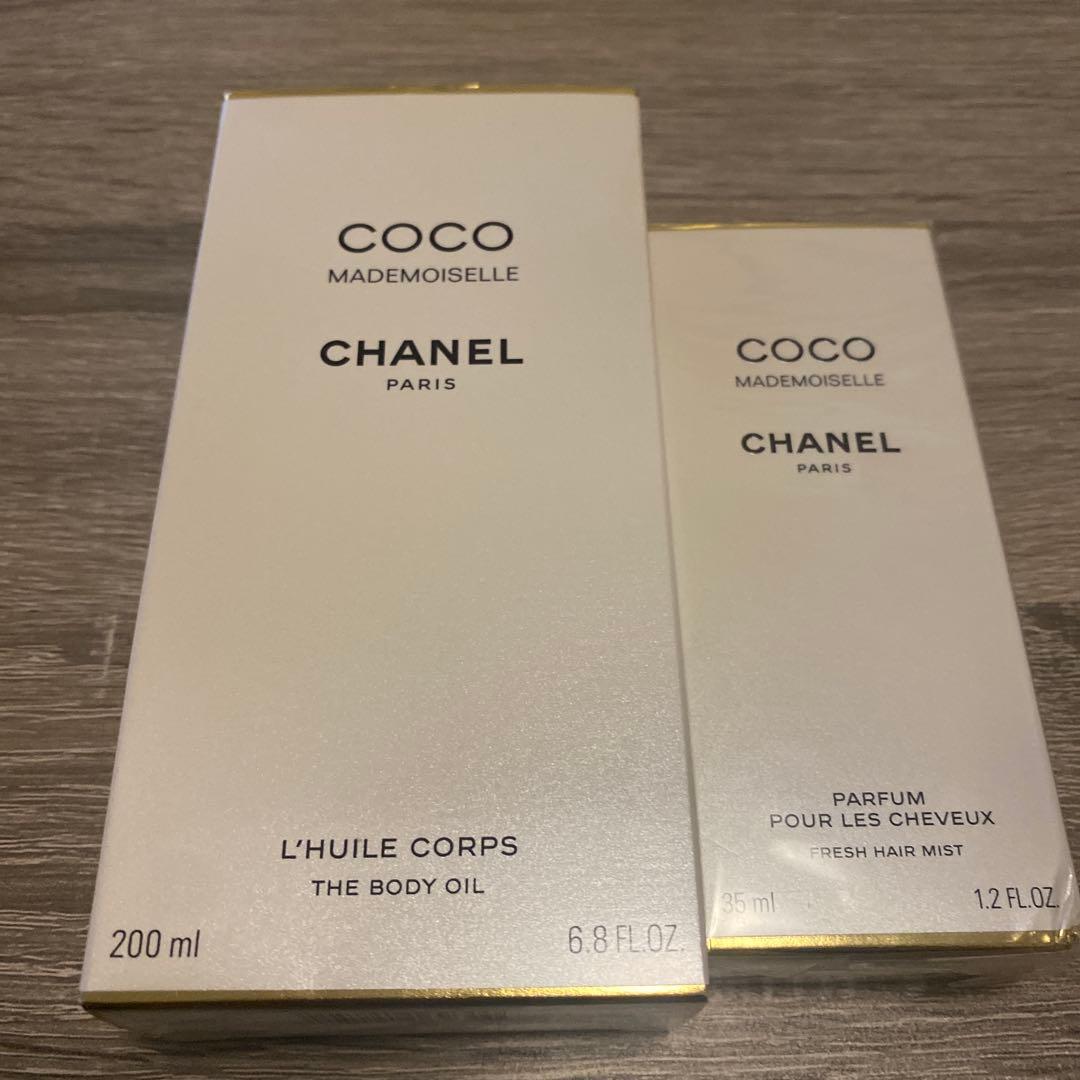 COCO
MADEMOISELLE
CHANEL
PARIS
L'HUILE CORPS
THE BODY OIL
200 ml
6.8 FL.OZ.
COCO
MADEMOISELLE
CHANEL
PARIS
PARFUM
POUR LES CHEVEUX
FRESH HAIR MIST
35 ml
1.2 FL.OZ.